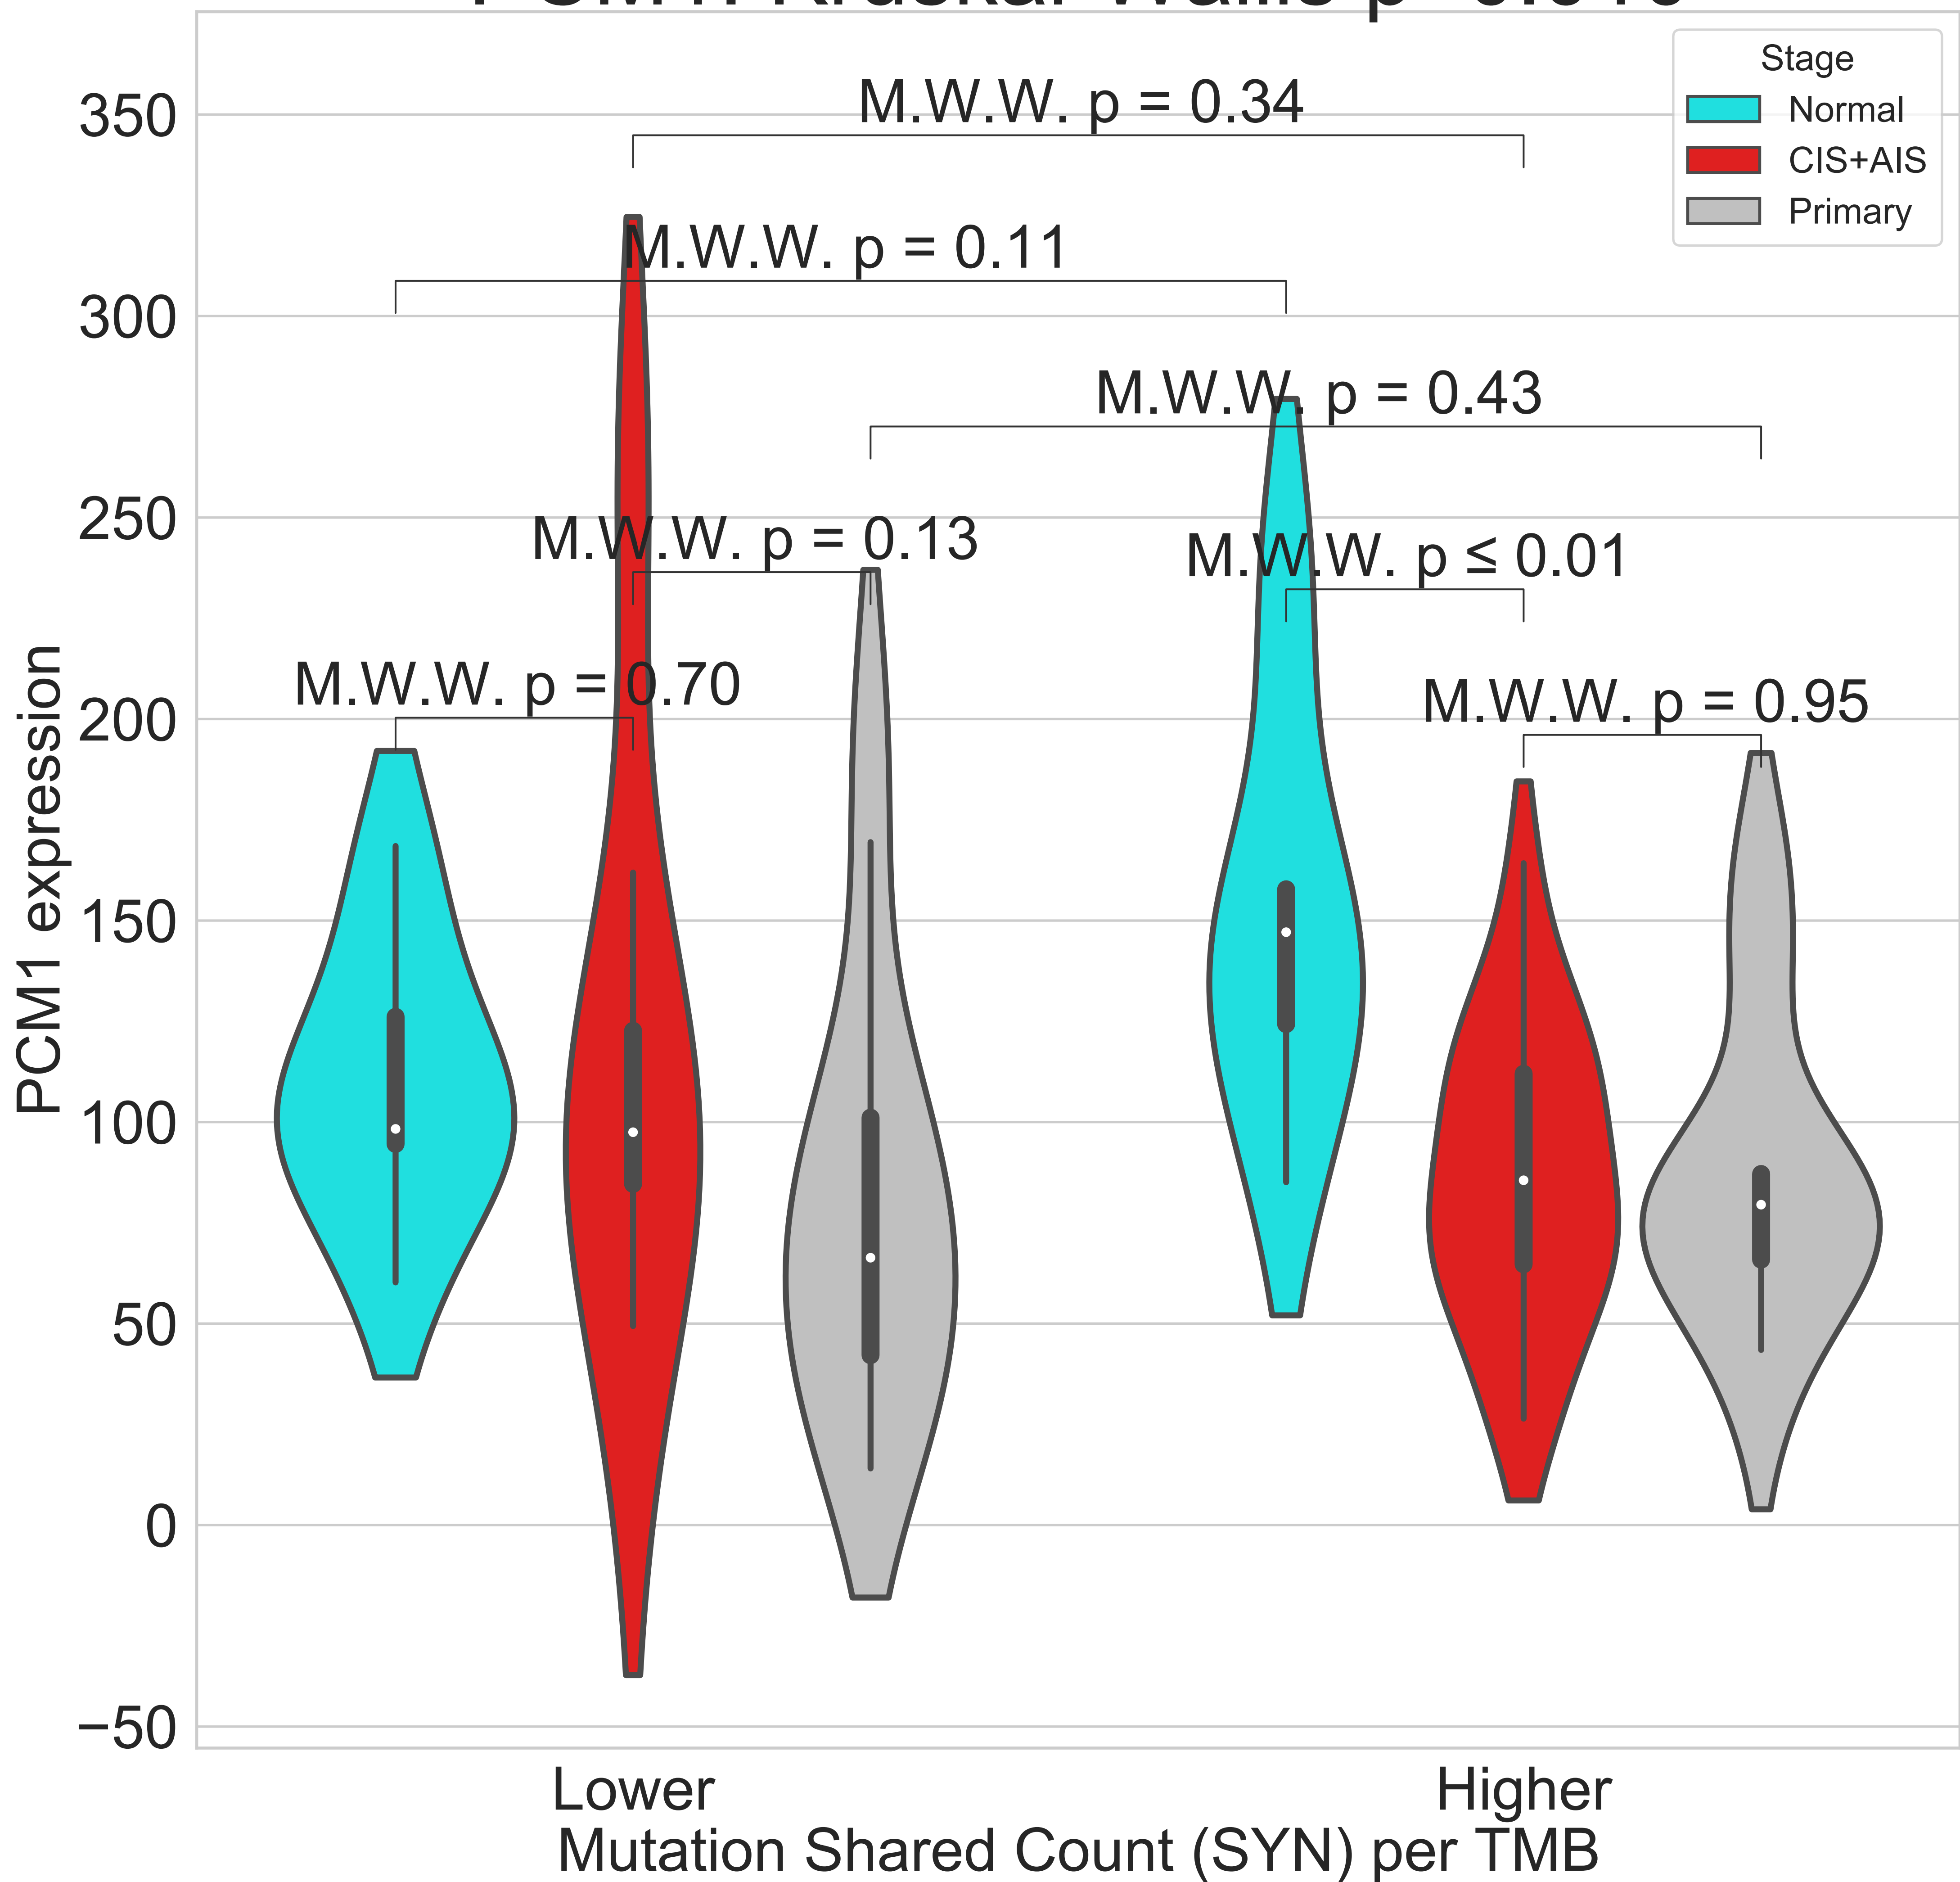 Stage
Normal
CIS+AIS
Primary
M.W.W. p = 0.34
M.W.W. p = 0.11
M.W.W. p = 0.43
M.W.W. p = 0.13
M.W.W. p ≤ 0.01
M.W.W. p = 0.70
M.W.W. p = 0.95
350
300
250
200
150
100
50
0
−50
PCM1 expression
Lower
Higher
Mutation Shared Count (SYN) per TMB